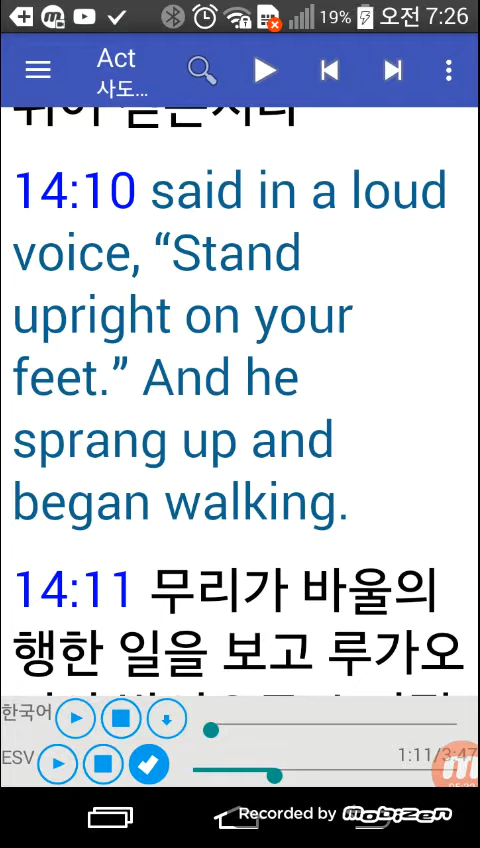 19% 오전 7:26
Act
사도…
14:10 said in a loud
voice, “Stand
upright on your
feet.” And he
sprang up and
began walking.
14:11 무리가 바울의
행한 일을 보고 루가오
한국어
ESV 1:11/3:47
Recorded by MOBIZEN